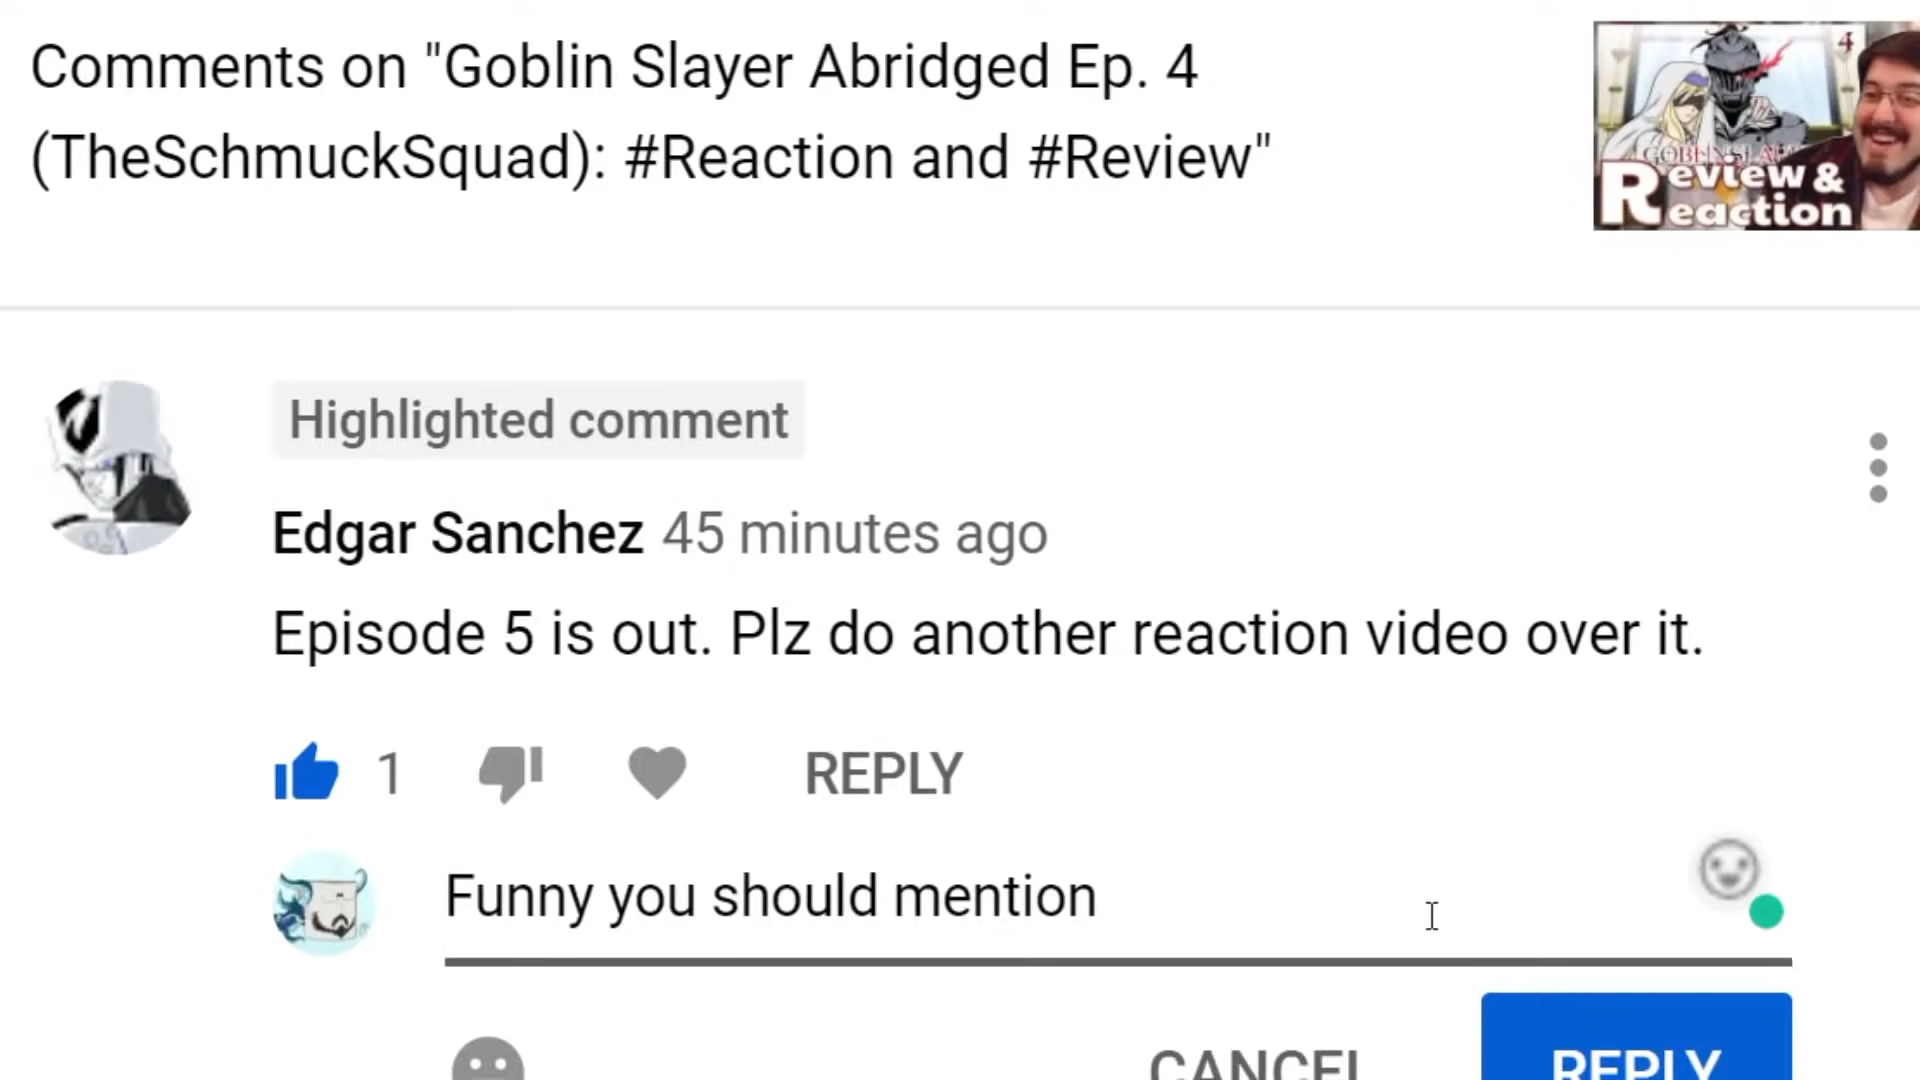 Comments on "Goblin Slayer Abridged Ep. 4
(TheSchmuckSquad): #Reaction and #Review"
4
Review &
Reaction
Highlighted comment
Edgar Sanchez 45 minutes ago
Episode 5 is out. Plz do another reaction video over it.
1 REPLY
Funny you should mention
CANCEL REPLY